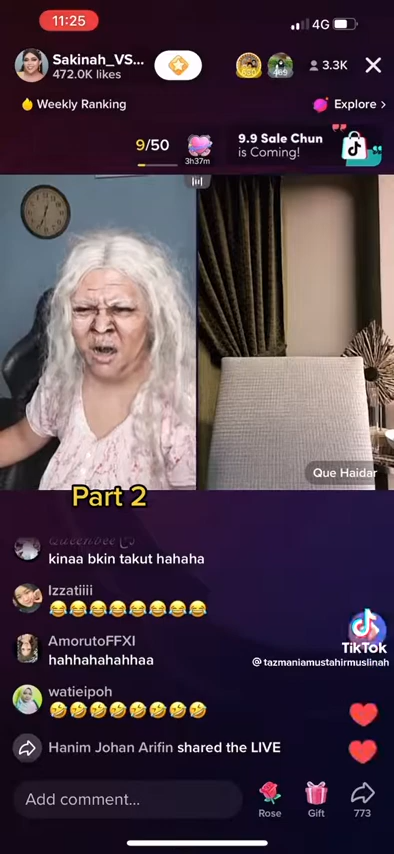 11:25
4G
Sakinah_VS...
472.0K likes
3.3K
Weekly Ranking
Explore >
9/50
3h37m
9.9 Sale Chun
is Coming!
Que Haidar
Part 2
Queenbee
kinaa bkin takut hahaha
Izzatiiii
AmorutoFFXI
hahhahahahhaa
TikTok
@tazmaniamustahirmuslinah
watieipoh
Hanim Johan Arifin shared the LIVE
Add comment...
Rose
Gift
773